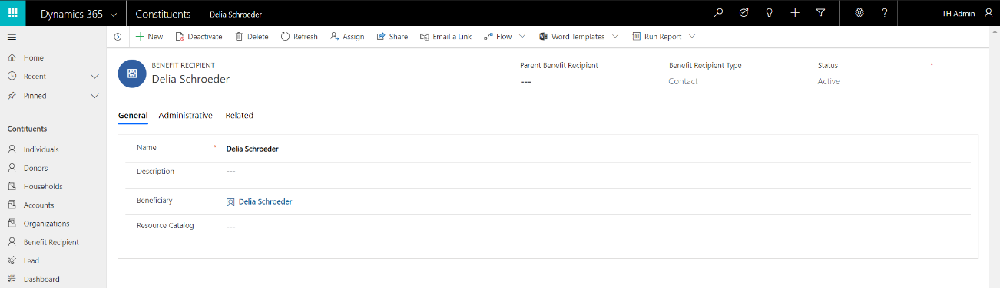 Dynamics 365 Constituents Delia Schroeder TH Admin
New Deactivate Delete Refresh Assign Share Email a Link Flow Word Templates Run Report
Home
Recent
Pinned
Contituents
Individuals
Donors
Households
Accounts
Organizations
Benefit Recipient
Lead
Dashboard
BENEFIT RECIPIENT
Delia Schroeder
Parent Benefit Recipient
---
Benefit Recipient Type
Contact
Status *
Active
General Administrative Related
Name * Delia Schroeder
Description ---
Beneficiary Delia Schroeder
Resource Catalog ---